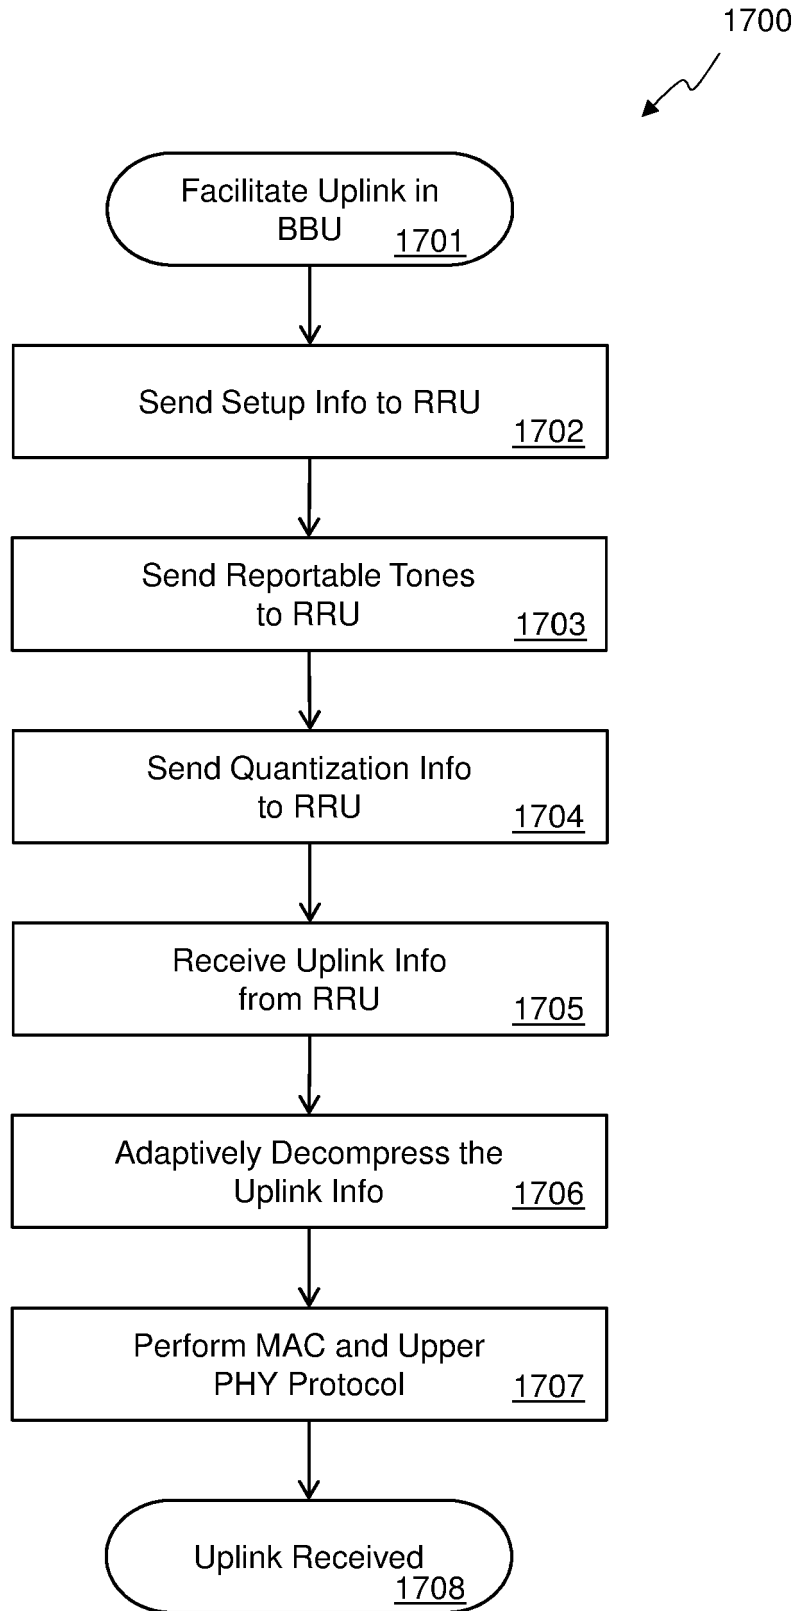 1700
Facilitate Uplink in
BBU
1701
Send Setup Info to RRU
1702
Send Reportable Tones
to RRU
1703
Send Quantization Info
to RRU
1704
Receive Uplink Info
from RRU
1705
Adaptively Decompress the
Uplink Info
1706
Perform MAC and Upper
PHY Protocol
1707
Uplink Received
1708